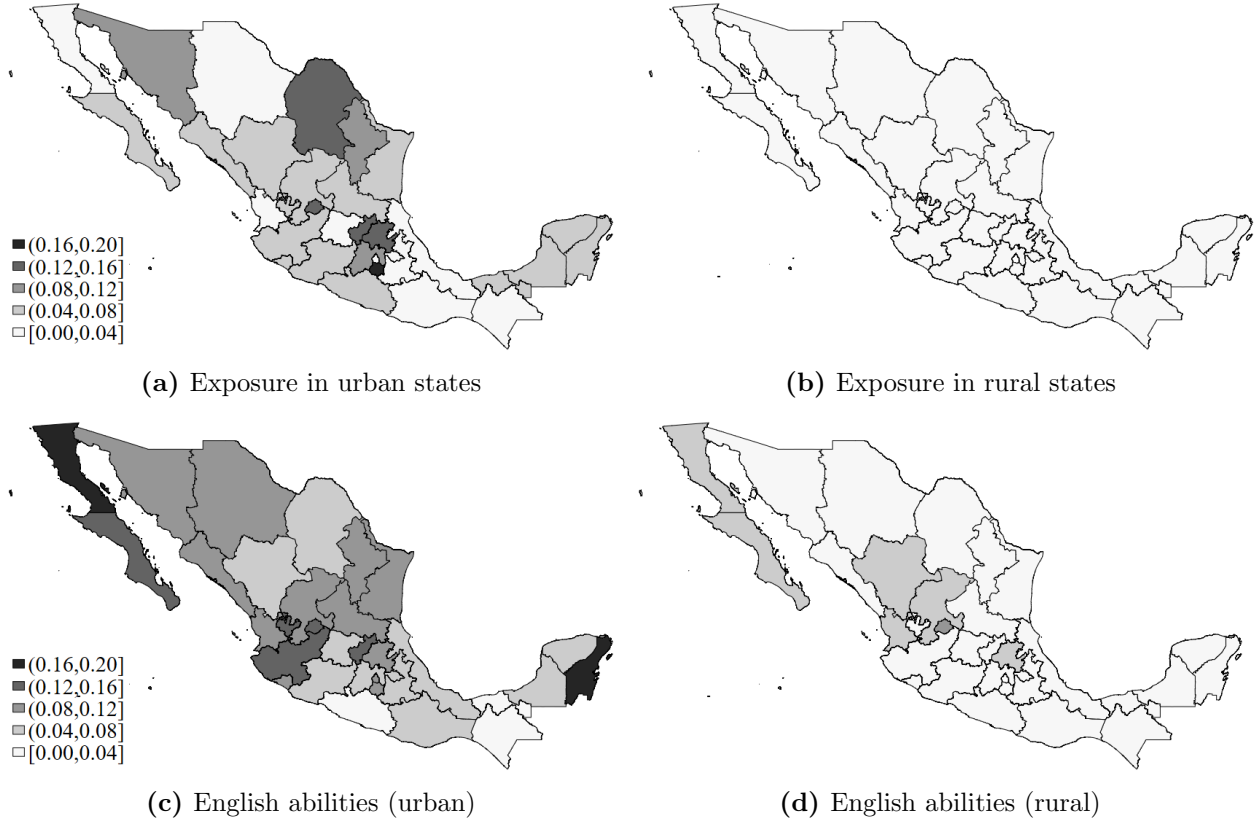 (0.16,0.20]
(0.12,0.16]
(0.08,0.12]
(0.04,0.08]
[0.00,0.04]
(a) Exposure in urban states
(b) Exposure in rural states
(0.16,0.20]
(0.12,0.16]
(0.08,0.12]
(0.04,0.08]
[0.00,0.04]
(c) English abilities (urban)
(d) English abilities (rural)